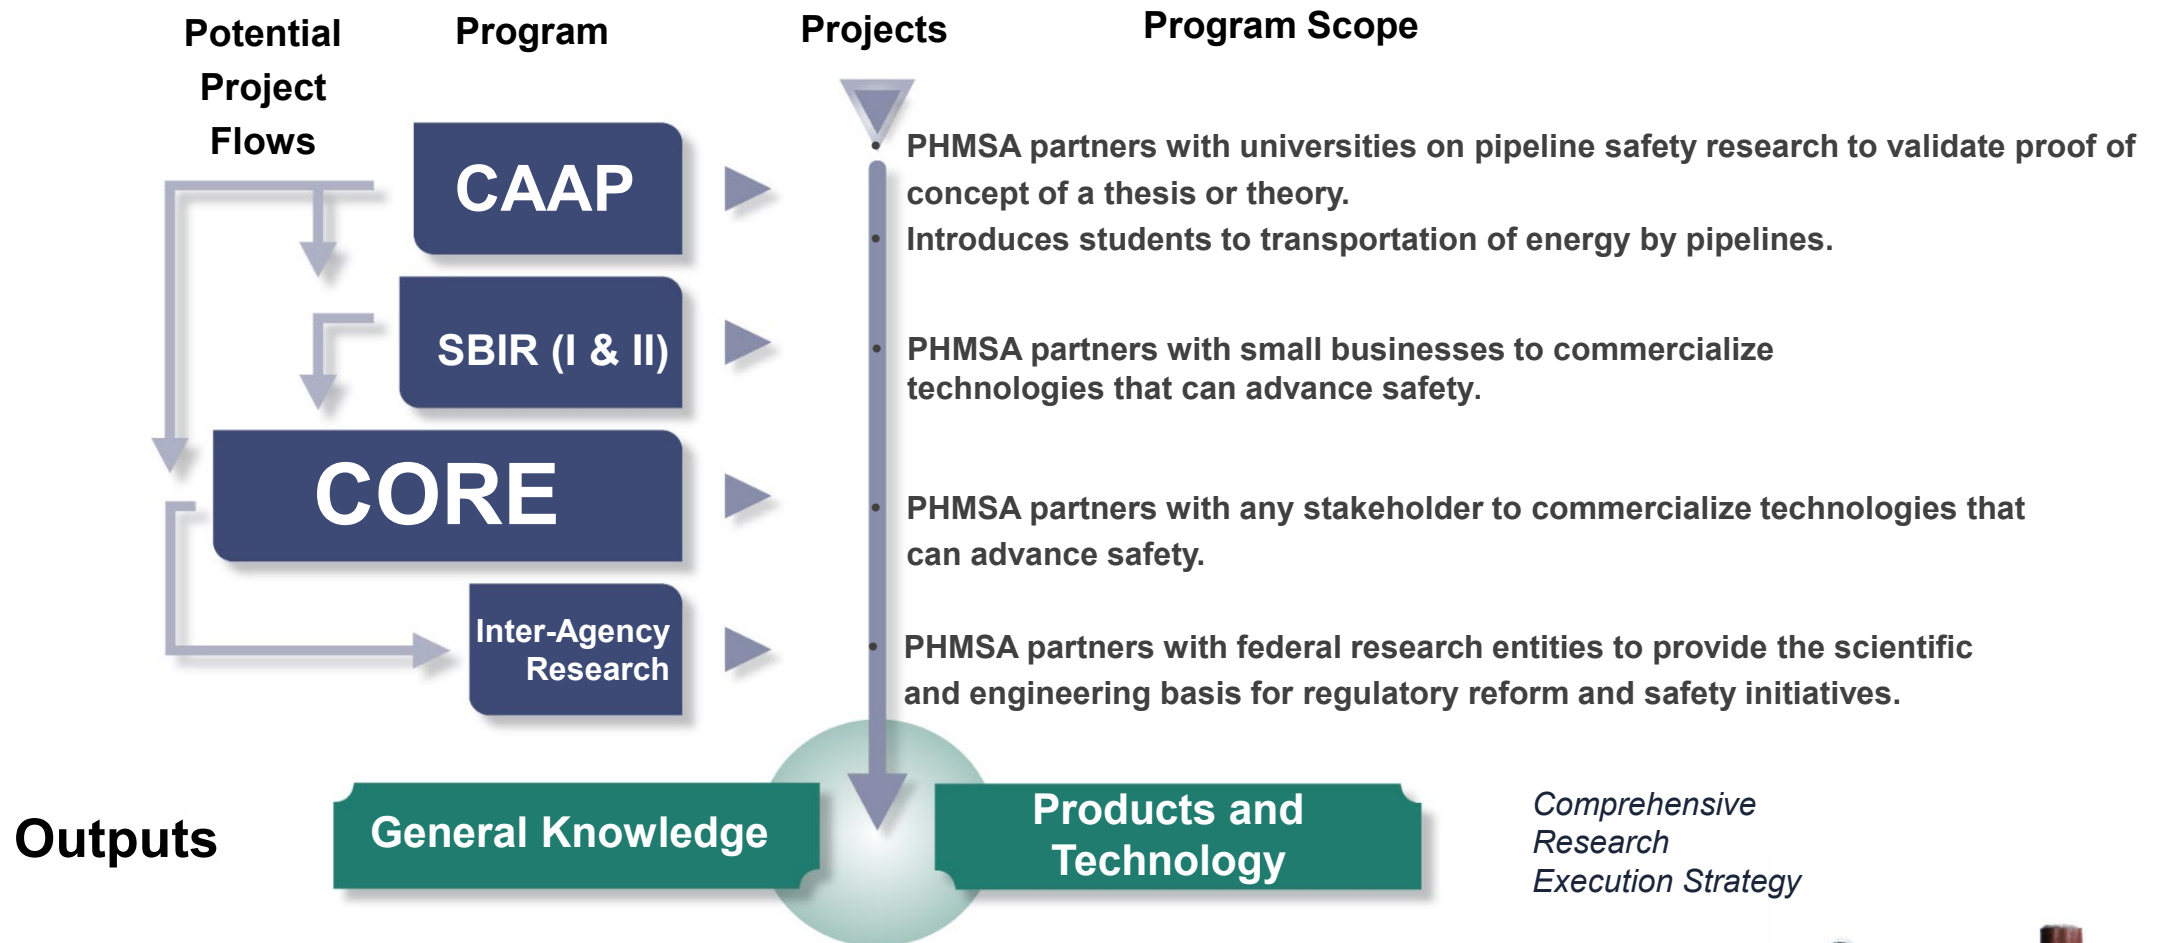 Potential
Project
Flows
Program
Projects
Program Scope
CAAP
• PHMSA partners with universities on pipeline safety research to validate proof of
concept of a thesis or theory.
• Introduces students to transportation of energy by pipelines.
SBIR (I & II)
• PHMSA partners with small businesses to commercialize
technologies that can advance safety.
CORE
• PHMSA partners with any stakeholder to commercialize technologies that
can advance safety.
Inter-Agency
Research
• PHMSA partners with federal research entities to provide the scientific
and engineering basis for regulatory reform and safety initiatives.
Outputs
General Knowledge
Products and
Technology
Comprehensive
Research
Execution Strategy